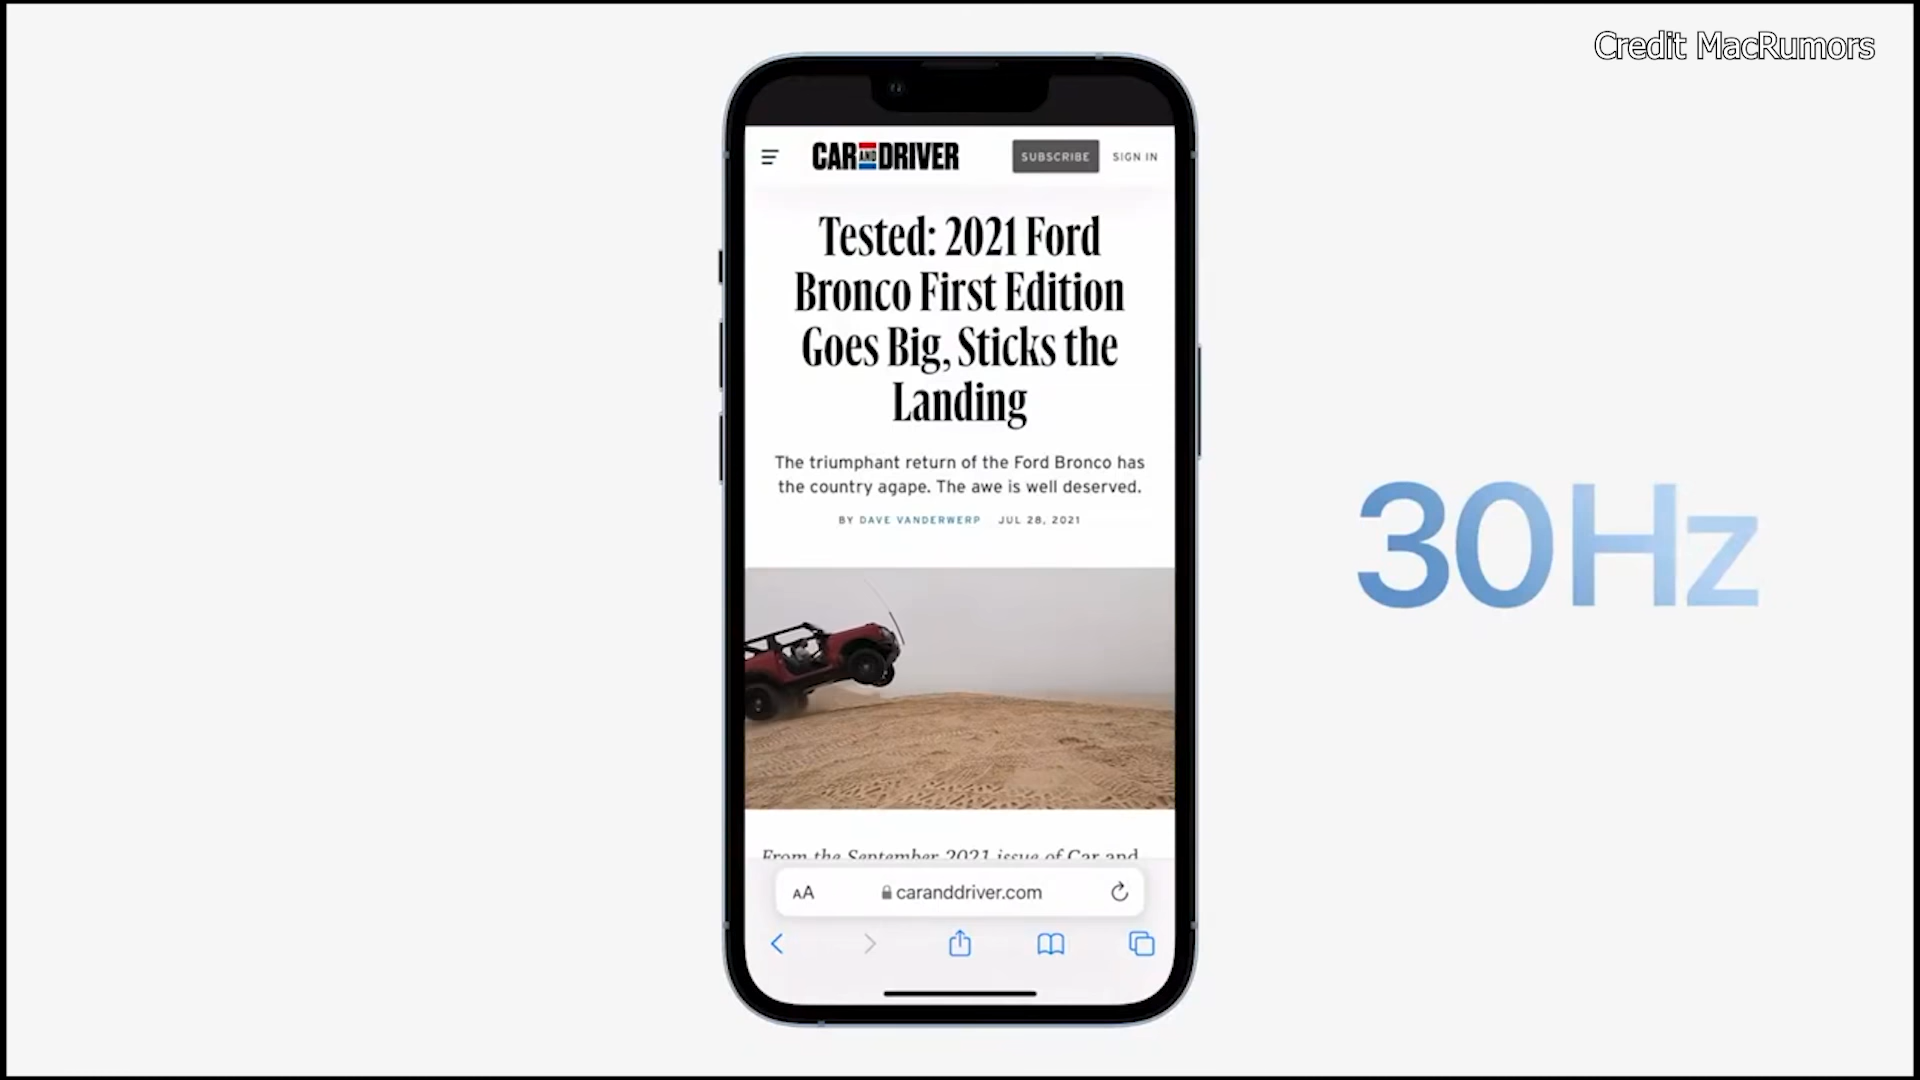 Credit MacRumors
CAR AND DRIVER
SUBSCRIBE
SIGN IN
Tested: 2021 Ford
Bronco First Edition
Goes Big, Sticks the
Landing
The triumphant return of the Ford Bronco has
the country agape. The awe is well deserved.
BY DAVE VANDERWERP JUL 28, 2021
30Hz
From the September 2021 issue of Car and
AA
caranddriver.com